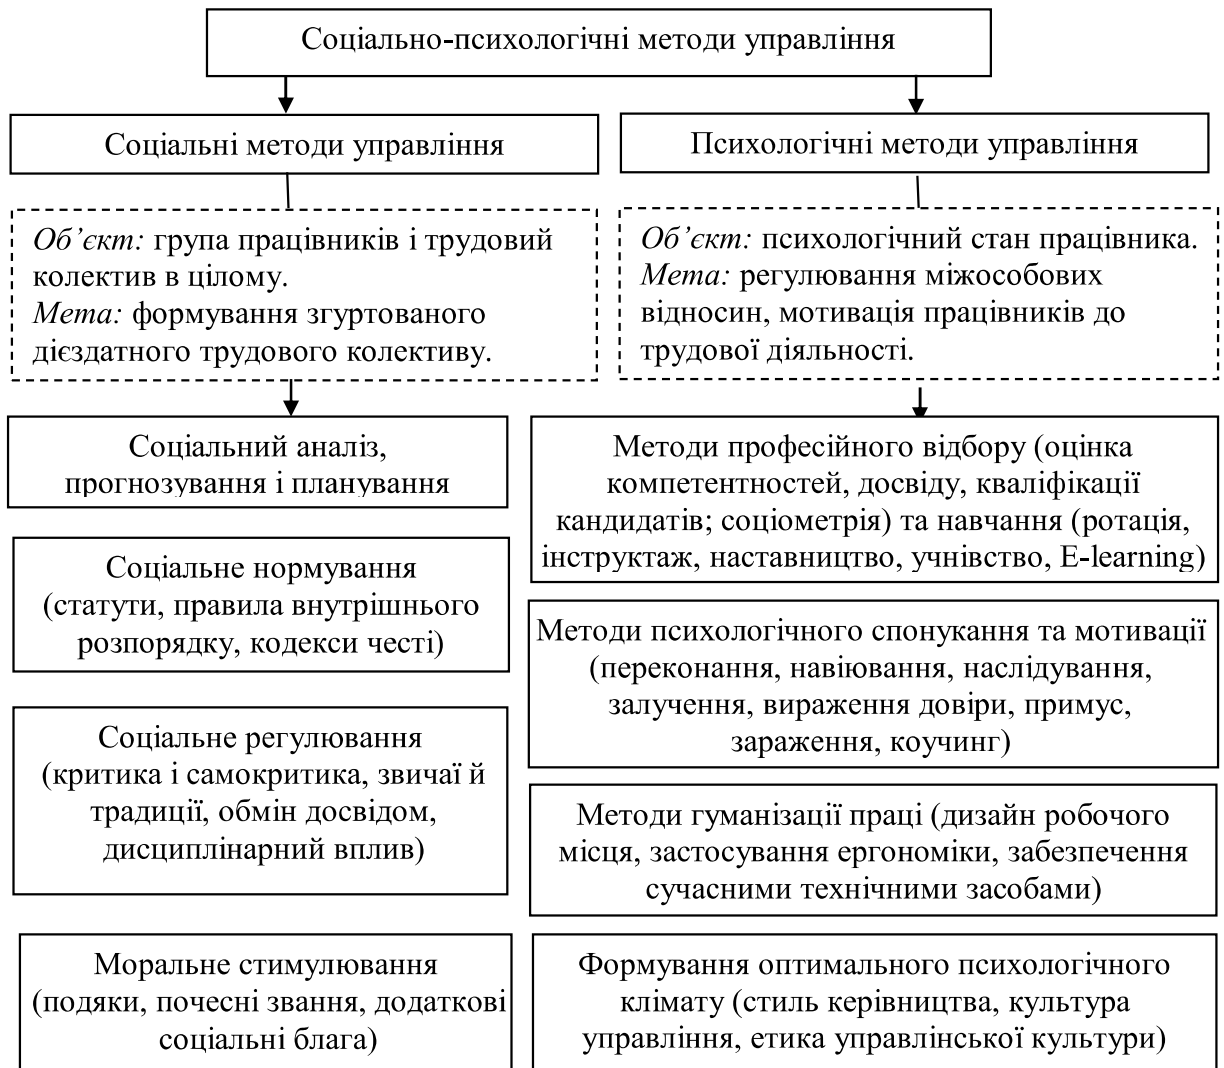 Соціально-психологічні методи управління
Соціальні методи управління
Психологічні методи управління
Об’єкт: група працівників і трудовий
колектив в цілому.
Мета: формування згуртованого
дієздатного трудового колективу.
Об’єкт: психологічний стан працівника.
Мета: регулювання міжособових
відносин, мотивація працівників до
трудової діяльності.
Соціальний аналіз,
прогнозування і планування
Соціальне нормування
(статути, правила внутрішнього
розпорядку, кодекси честі)
Соціальне регулювання
(критика і самокритика, звичаї й
традиції, обмін досвідом,
дисциплінарний вплив)
Моральне стимулювання
(подяки, почесні звання, додаткові
соціальні блага)
Методи професійного відбору (оцінка
компетентностей, досвіду, кваліфікації
кандидатів; соціометрія) та навчання (ротація,
інструктаж, наставництво, учнівство, E-learning)
Методи психологічного спонукання та мотивації
(переконання, навіювання, наслідування,
залучення, вираження довіри, примус,
зараження, коучинг)
Методи гуманізації праці (дизайн робочого
місця, застосування ергономіки, забезпечення
сучасними технічними засобами)
Формування оптимального психологічного
клімату (стиль керівництва, культура
управління, етика управлінської культури)